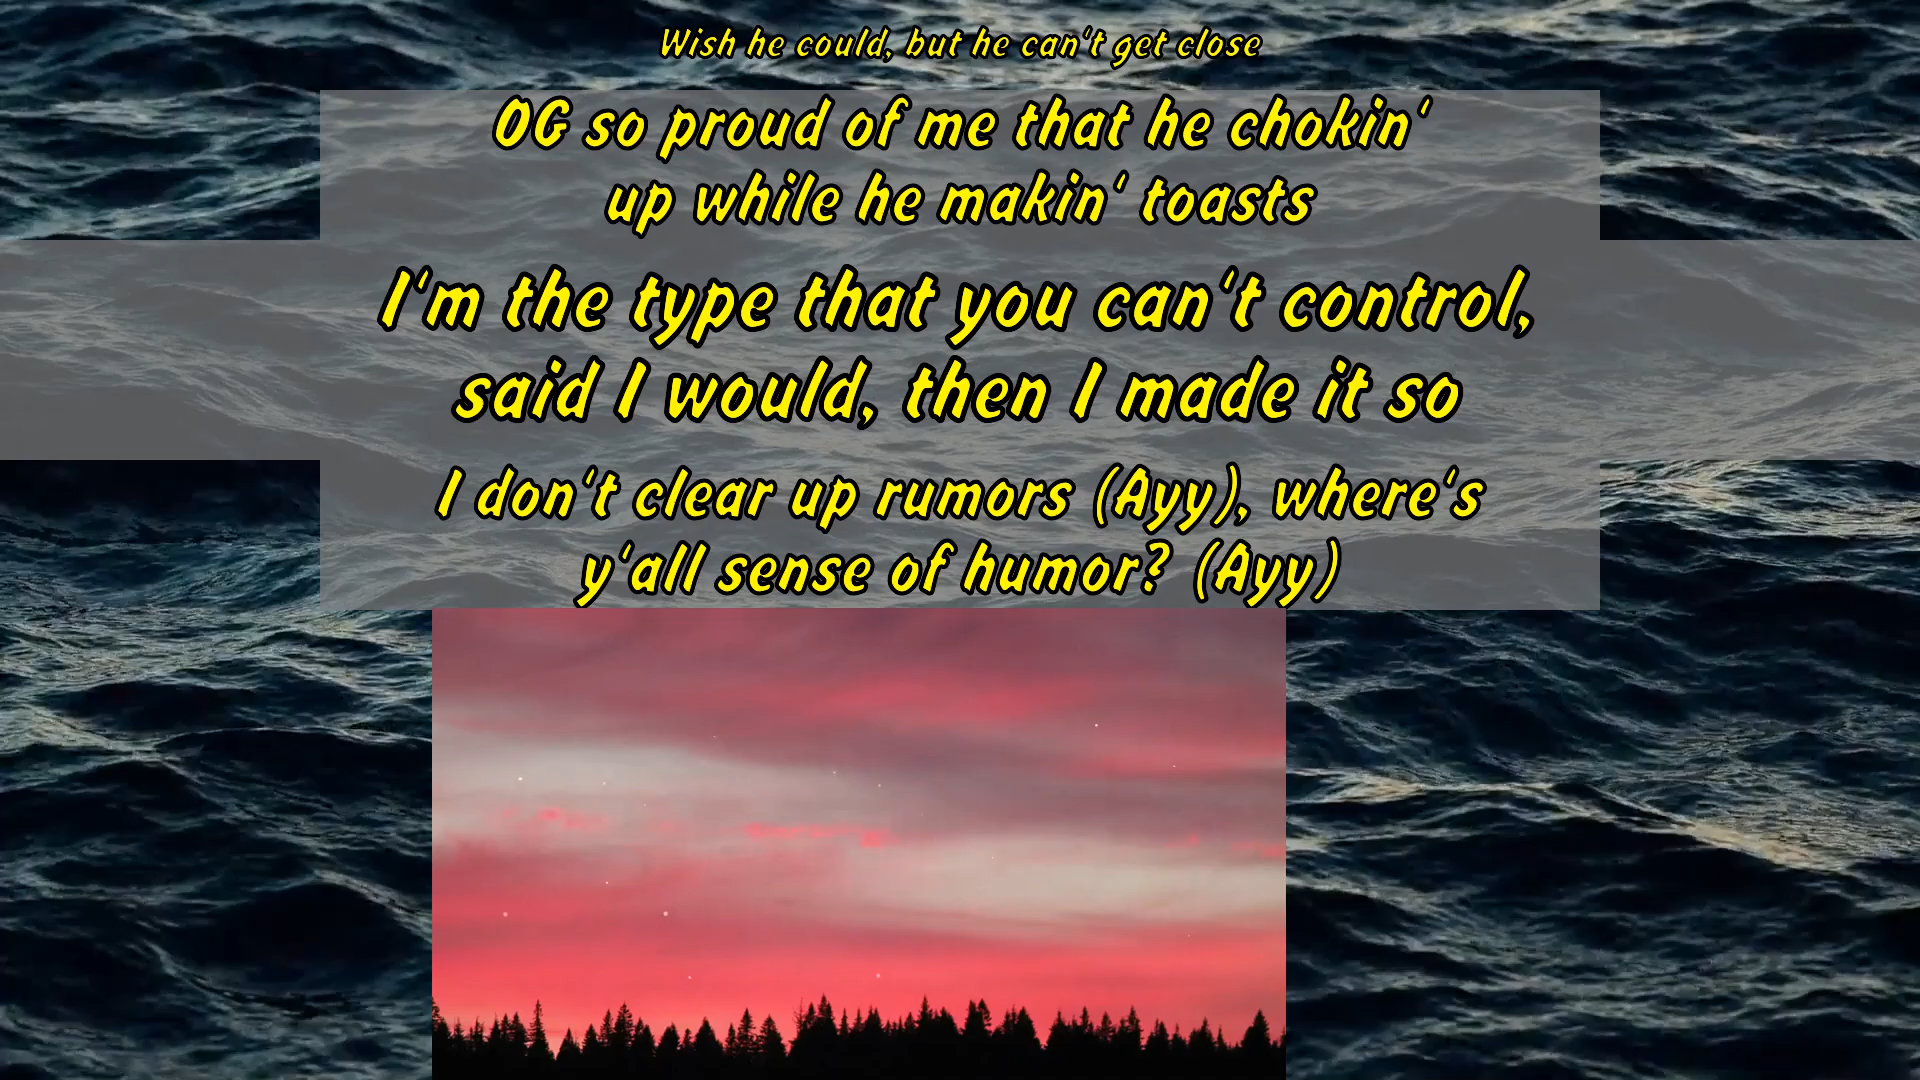 Wish he could, but he can't get close
OG so proud of me that he chokin'
up while he makin' toasts
I'm the type that you can't control,
said I would, then I made it so
I don't clear up rumors (Ayy), where's
y'all sense of humor? (Ayy)